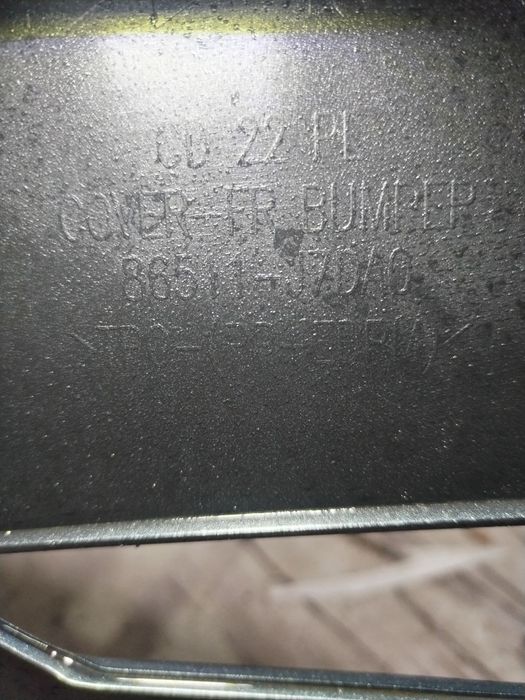 CD 22 PL
COVER-FR BUMPER
86511-J7DA0